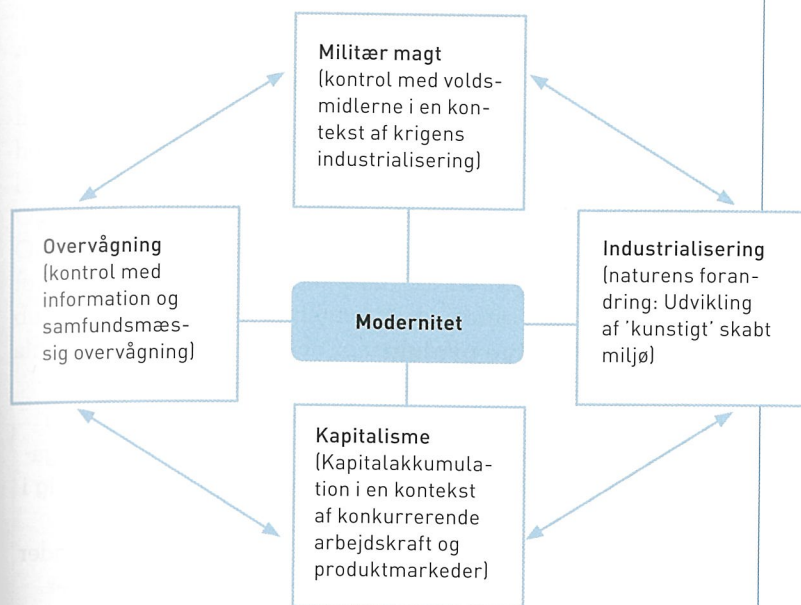 Militær magt
(kontrol med volds-
midlerne i en kon-
tekst af krigens
industrialisering)
Overvågning
(kontrol med
information og
samfundsmæs-
sig overvågning)
Modernitet
Industrialisering
(naturens foran-
dring: Udvikling
af 'kunstigt' skabt
miljø)
Kapitalisme
(Kapitalakkumula-
tion i en kontekst
af konkurrerende
arbejdskraft og
produktmarkeder)